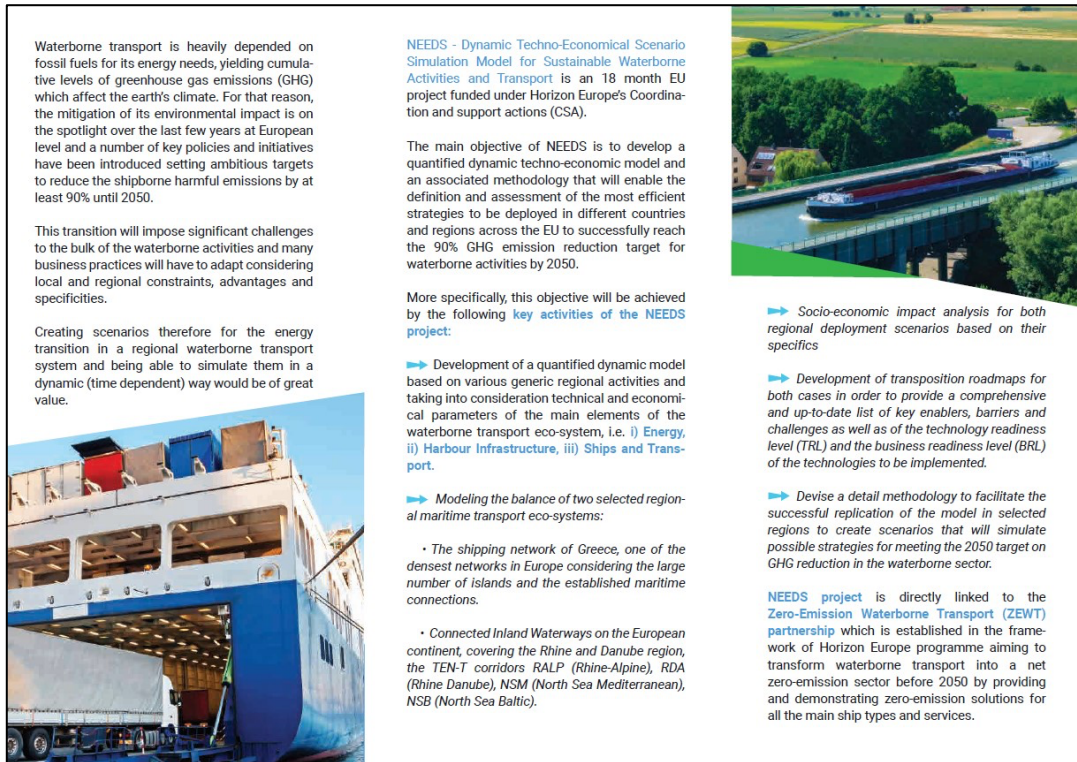 Waterborne transport is heavily depended on
fossil fuels for its energy needs, yielding cumula-
tive levels of greenhouse gas emissions (GHG)
which affect the earth's climate. For that reason,
the mitigation of its environmental impact is on
the spotlight over the last few years at European
level and a number of key policies and initiatives
have been introduced setting ambitious targets
to reduce the shipborne harmful emissions by at
least 90% until 2050.
This transition will impose significant challenges
to the bulk of the waterborne activities and many
business practices will have to adapt considering
local and regional constraints, advantages and
specificities.
Creating scenarios therefore for the energy
transition in a regional waterborne transport
system and being able to simulate them in a
dynamic (time dependent) way would be of great
value.
NEEDS - Dynamic Techno-Economical Scenario
Simulation Model for Sustainable Waterborne
Activities and Transport is an 18 month EU
project funded under Horizon Europe's Coordina-
tion and support actions (CSA).
The main objective of NEEDS is to develop a
quantified dynamic techno-economic model and
an associated methodology that will enable the
definition and assessment of the most efficient
strategies to be deployed in different countries
and regions across the EU to successfully reach
the 90% GHG emission reduction target for
waterborne activities by 2050.
More specifically, this objective will be achieved
by the following key activities of the NEEDS
project:
Development of a quantified dynamic model
based on various generic regional activities and
taking into consideration technical and economi-
cal parameters of the main elements of the
waterborne transport eco-system, i.e. i) Energy,
ii) Harbour Infrastructure, iii) Ships and Trans-
port.
Modeling the balance of two selected region-
al maritime transport eco-systems:
• The shipping network of Greece, one of the
densest networks in Europe considering the large
number of islands and the established maritime
connections.
• Connected Inland Waterways on the European
continent, covering the Rhine and Danube region,
the TEN-T corridors RALP (Rhine-Alpine), RDA
(Rhine Danube), NSM (North Sea Mediterranean),
NSB (North Sea Baltic).
Socio-economic impact analysis for both
regional deployment scenarios based on their
specifics
Development of transposition roadmaps for
both cases in order to provide a comprehensive
and up-to-date list of key enablers, barriers and
challenges as well as of the technology readiness
level (TRL) and the business readiness level (BRL)
of the technologies to be implemented.
Devise a detail methodology to facilitate the
successful replication of the model in selected
regions to create scenarios that will simulate
possible strategies for meeting the 2050 target on
GHG reduction in the waterborne sector.
NEEDS project is directly linked to the
Zero-Emission Waterborne Transport (ZEWT)
partnership which is established in the frame-
work of Horizon Europe programme aiming to
transform waterborne transport into a net
zero-emission sector before 2050 by providing
and demonstrating zero-emission solutions for
all the main ship types and services.